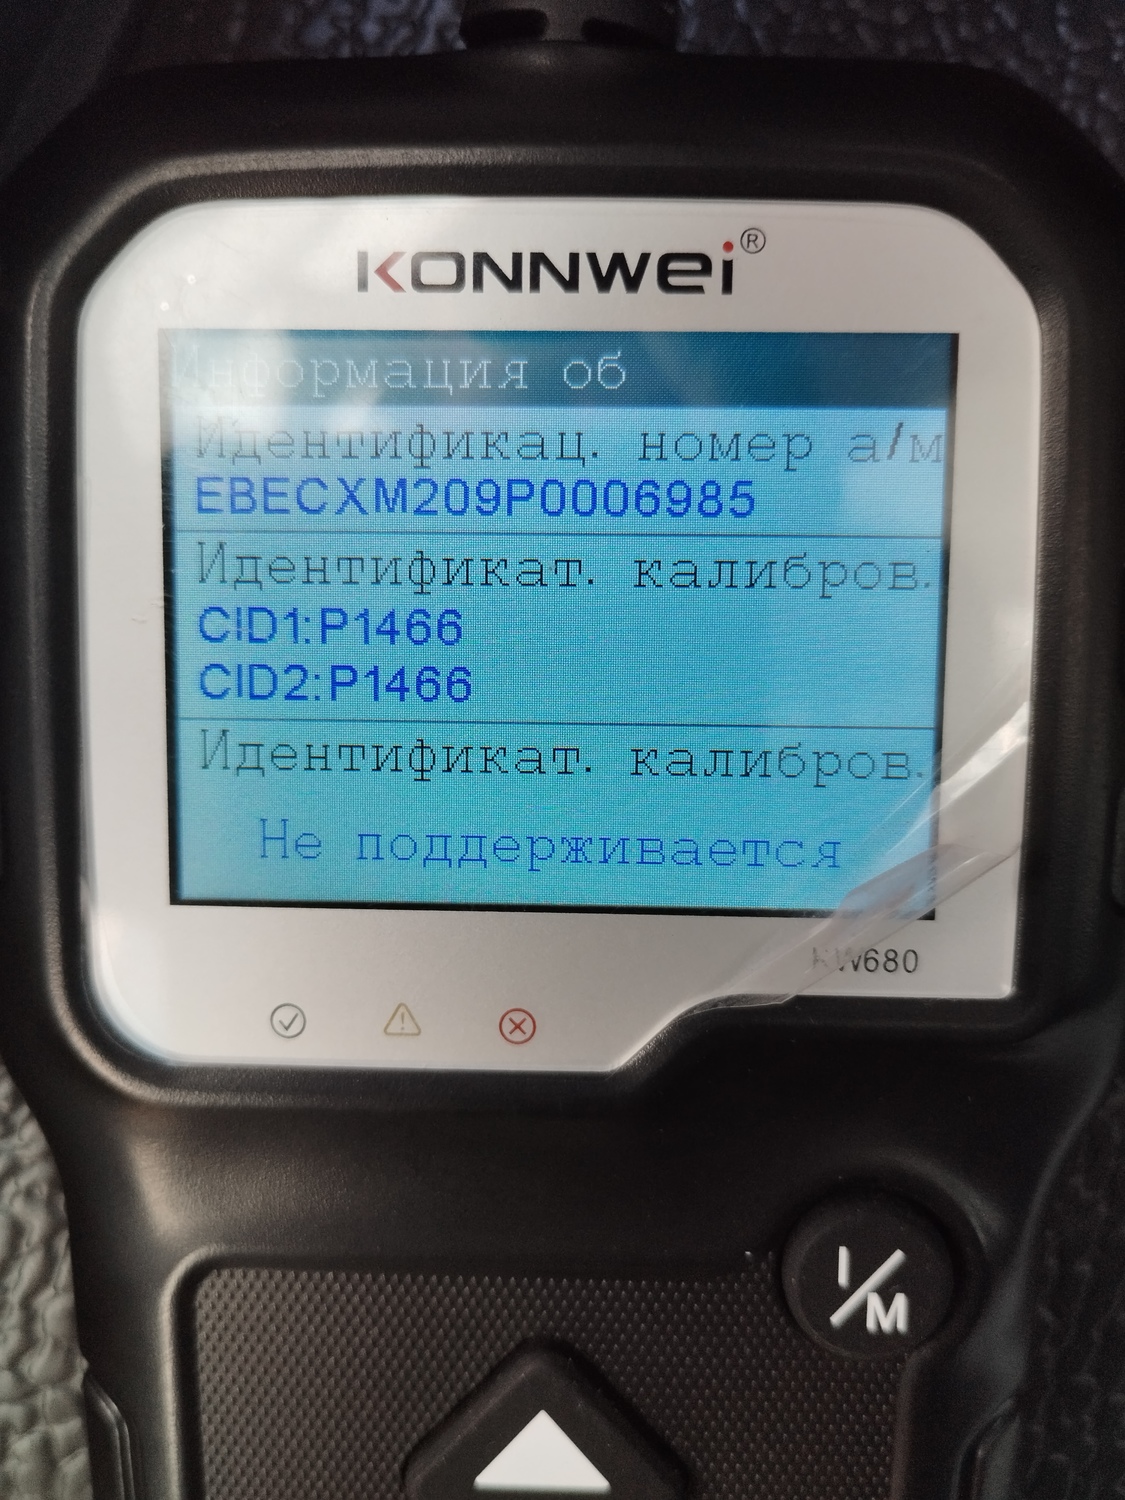 KONNWEI®
Информация об
Идентификац. номер а/м
EBECXM209P0006985
Идентификат. калибров.
CID1:P1466
CID2:P1466
Идентификат. калибров.
Не поддерживается
KW680
I/M